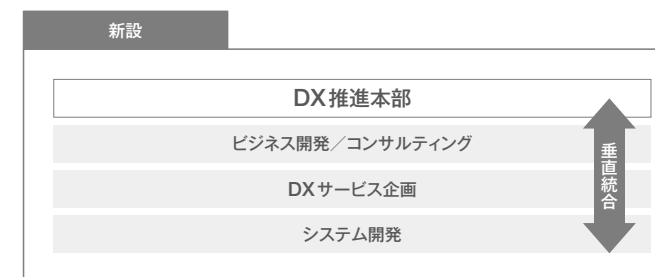 新設
DX推進本部
ビジネス開発／コンサルティング
DXサービス企画
システム開発
垂直統合